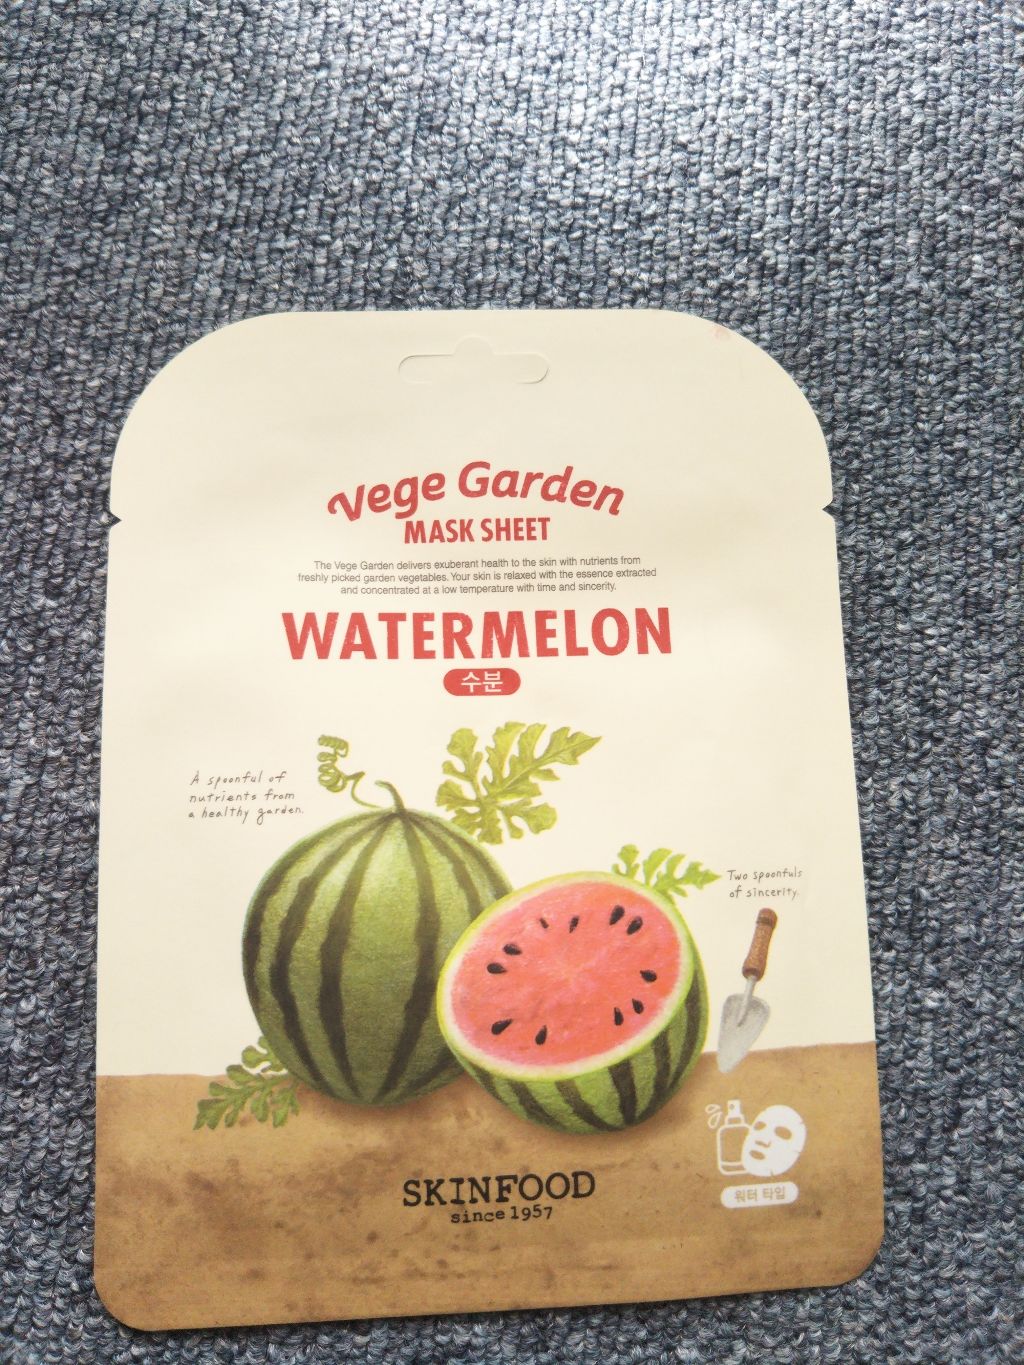 Vege Garden
MASK SHEET
The Vege Garden delivers exuberant health to the skin with nutrients from
freshly picked garden vegetables. Your skin is relaxed with the essence extracted
and concentrated at a low temperature with time and sincerity.
WATERMELON
수분
A spoonful of
nutrients from
a healthy garden.
Two spoonfuls
of sincerity.
SKINFOOD
since 1957
워터 타입